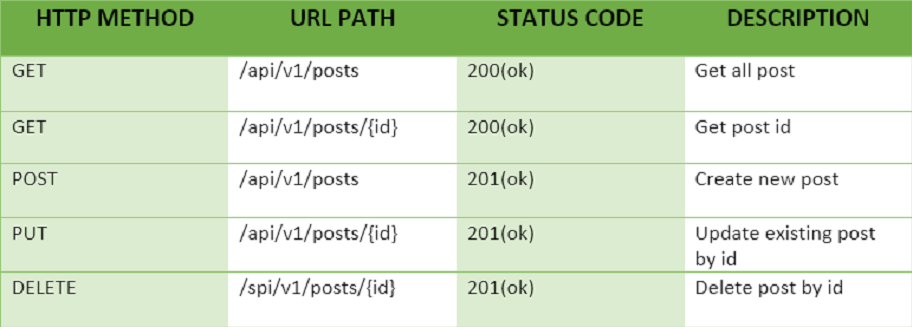 HTTP METHOD URL PATH STATUS CODE DESCRIPTION
GET /api/v1/posts 200(ok) Get all post
GET /api/v1/posts/{id} 200(ok) Get post id
POST /api/v1/posts 201(ok) Create new post
PUT /api/v1/posts/{id} 201(ok) Update existing post
by id
DELETE /spi/v1/posts/{id} 201(ok) Delete post by id